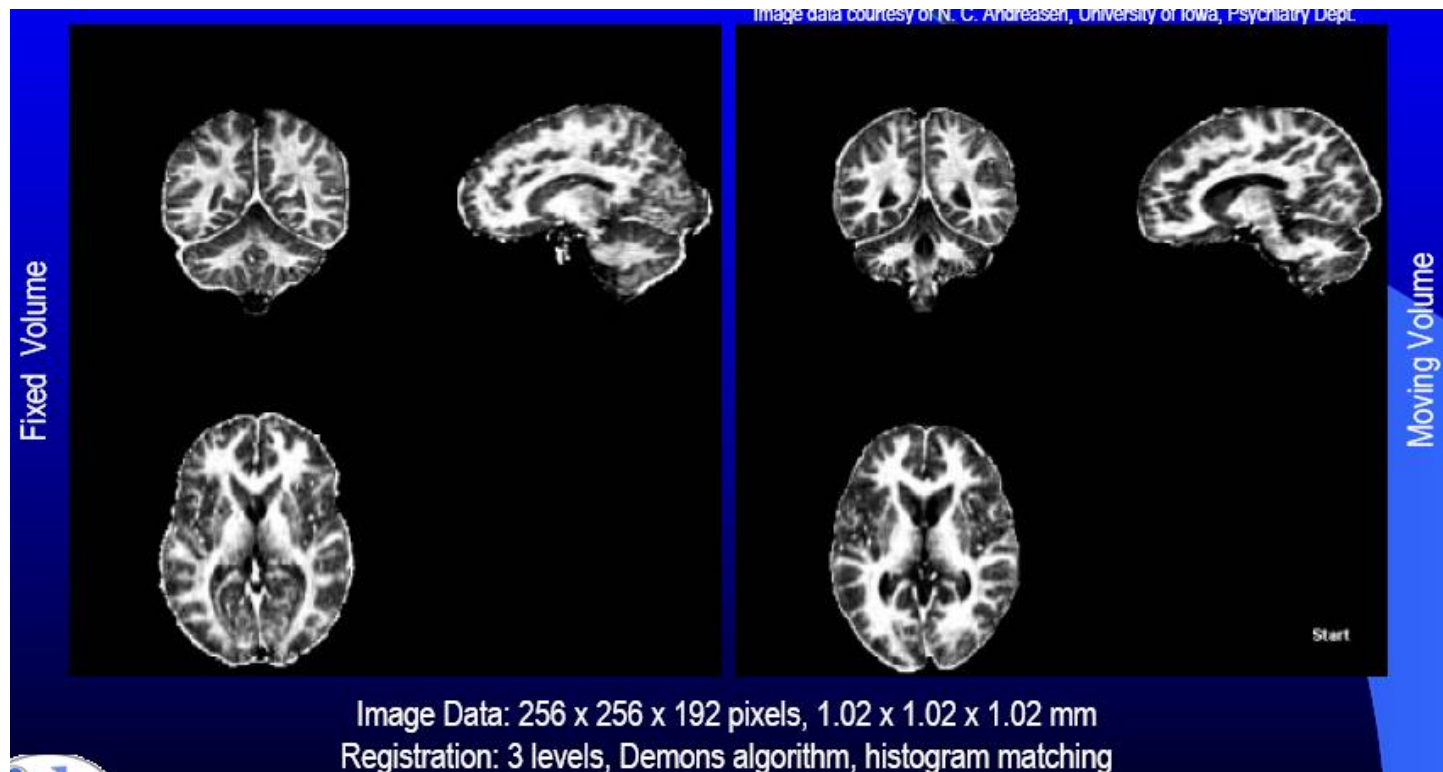 Image data courtesy of N. C. Andreasen, University of Iowa, Psychiatry Dept.
Fixed Volume
Moving Volume
Start
Image Data: 256 x 256 x 192 pixels, 1.02 x 1.02 x 1.02 mm
Registration: 3 levels, Demons algorithm, histogram matching